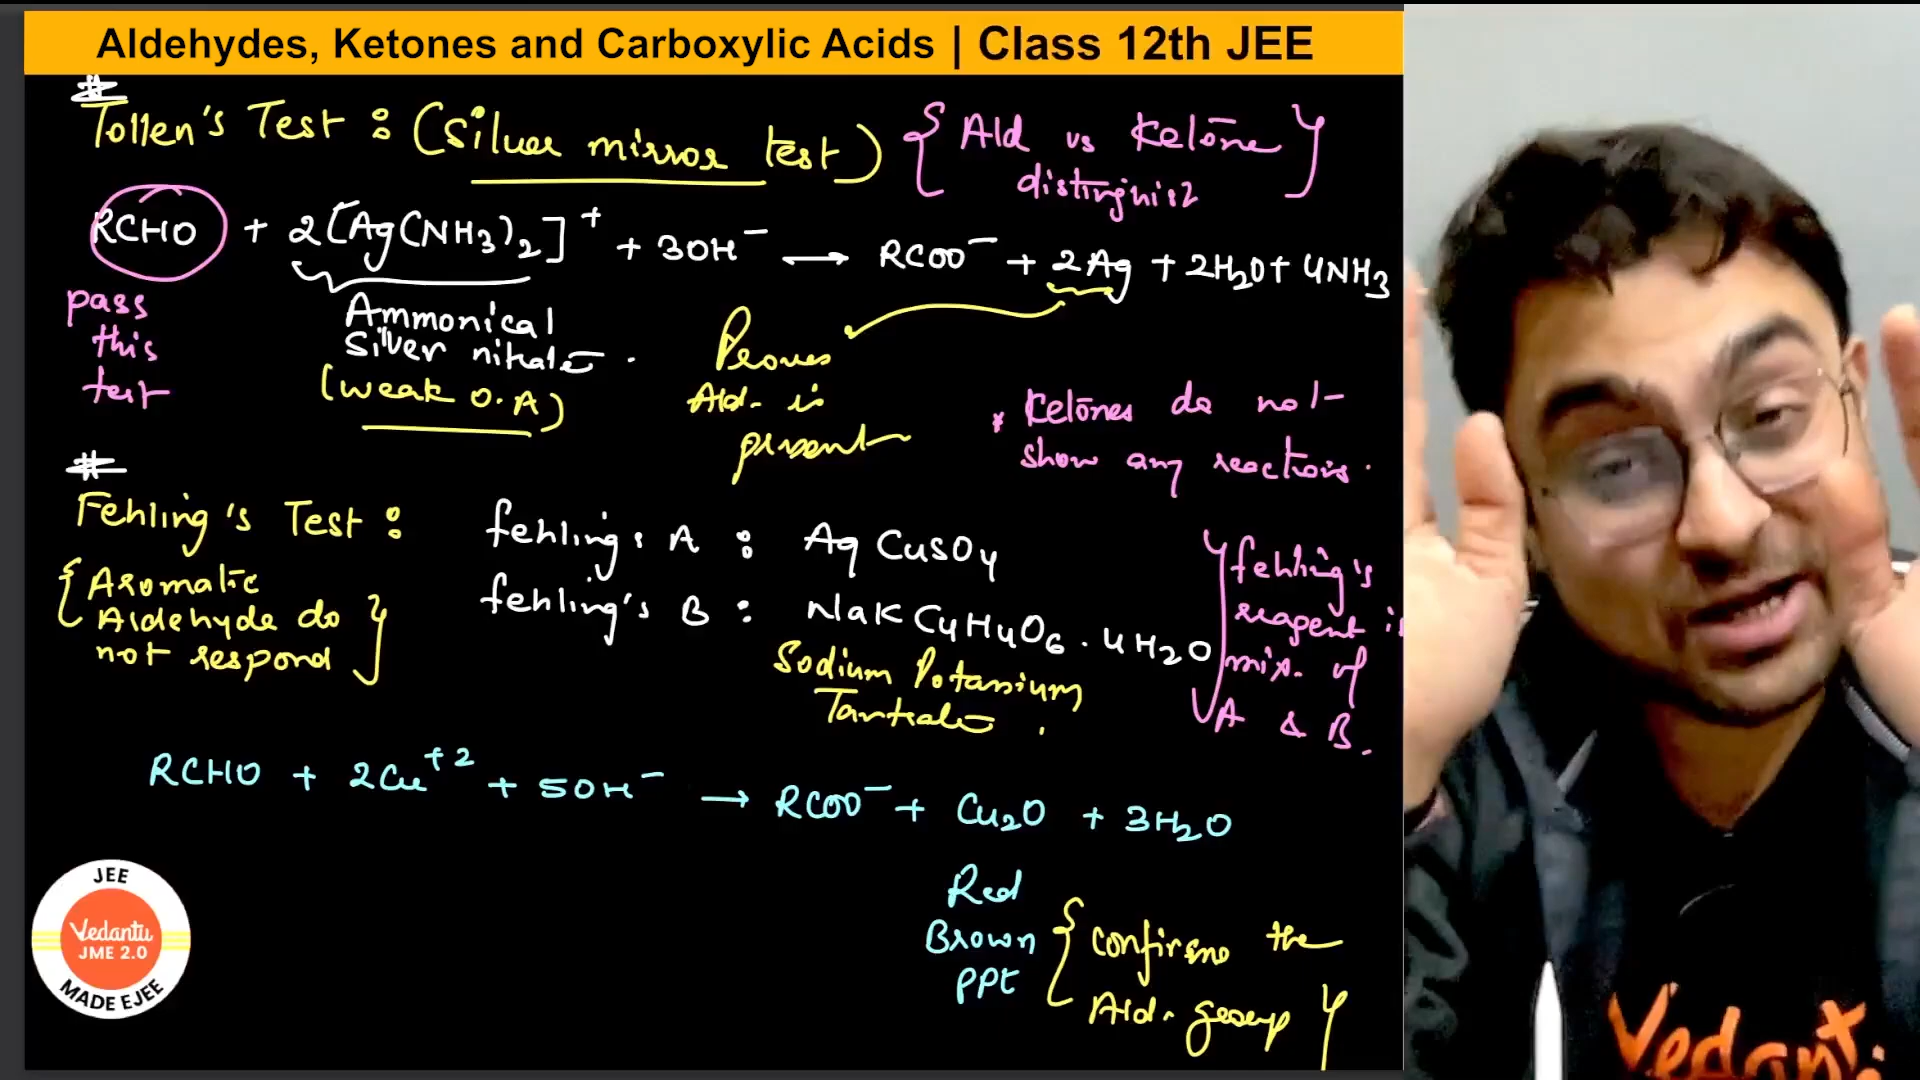 Aldehydes, Ketones and Carboxylic Acids | Class 12th JEE
#
Tollen's Test : (Silver mirror test) { Ald vs Ketone
distinguish }
RCHO + 2[Ag(NH3)2]+ + 3OH− ⟶ RCOO− + 2Ag + 2H2O + 4NH3
pass
this
test
Ammonical
Silver nitrate.
(weak O.A)
Proves
Ald. is
present
* Ketones do not
show any reactions.
#
Fehling's Test :
{ Aromatic
Aldehyde do
not respond }
fehling's A : Aq CuSO4
fehling's B : NaK C4H4O6 . 4H2O
Sodium Potassium
Tartrate.
fehling's
reagent is
mix. of
A & B.
RCHO + 2Cu+2 + 5OH− ⟶ RCOO− + Cu2O + 3H2O
Red
Brown
PPt
{ confirms the
Ald. group }
JEE
Vedantu
JME 2.0
MADE EJEE
Vedantu